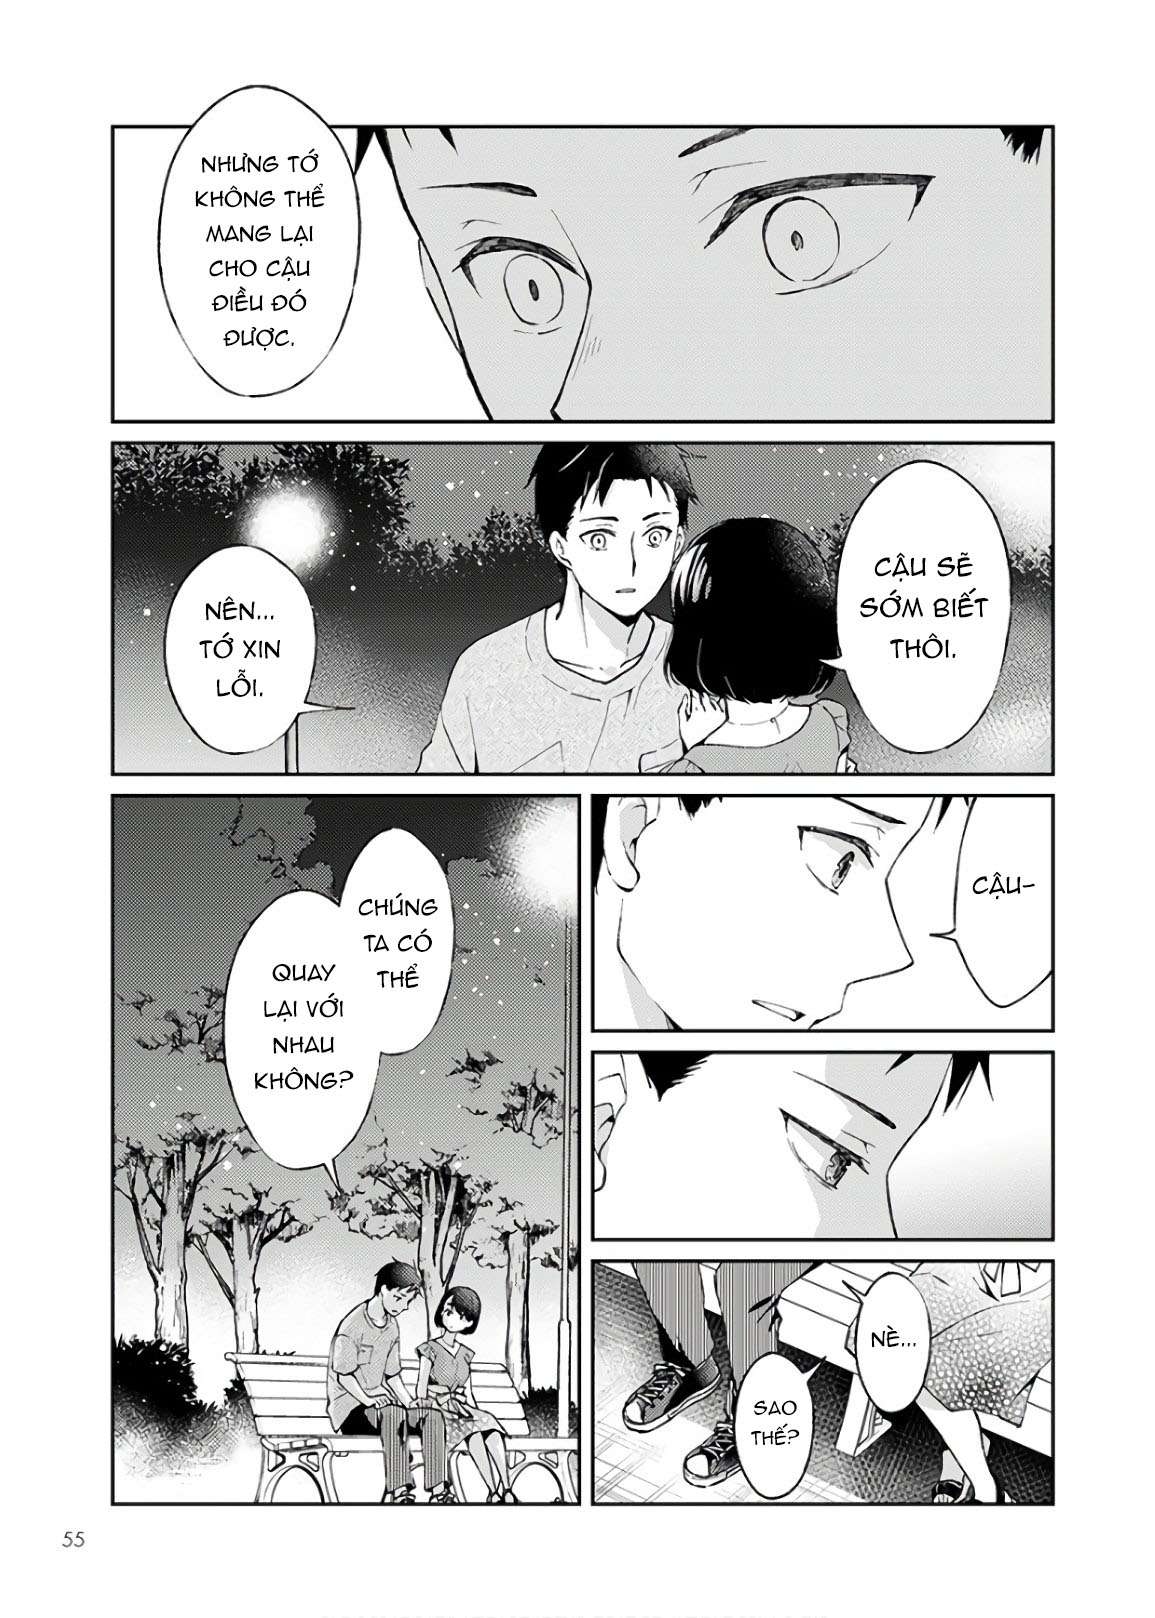 NHƯNG TỚ
KHÔNG THỂ
MANG LẠI
CHO CẬU
ĐIỀU ĐÓ
ĐƯỢC.
CẬU SẼ
SỚM BIẾT
THÔI.
NÊN...
TỚ XIN
LỖI.
CẬU-
NÈ...
SAO
THẾ?
CHÚNG
TA CÓ
THỂ
QUAY
LẠI VỚI
NHAU
KHÔNG?
55